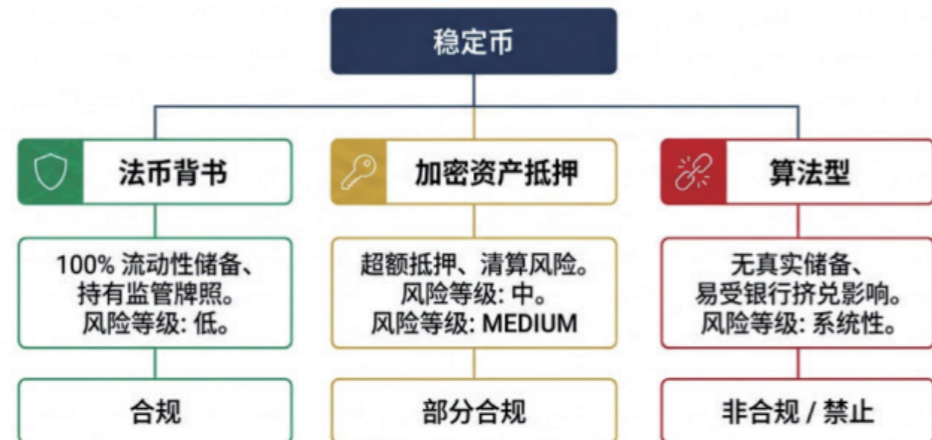 稳定币
法币背书
100% 流动性储备、
持有监管牌照。
风险等级: 低。
合规
加密资产抵押
超额抵押、清算风险。
风险等级: 中。
风险等级: MEDIUM
部分合规
算法型
无真实储备、
易受银行挤兑影响。
风险等级: 系统性。
非合规 / 禁止